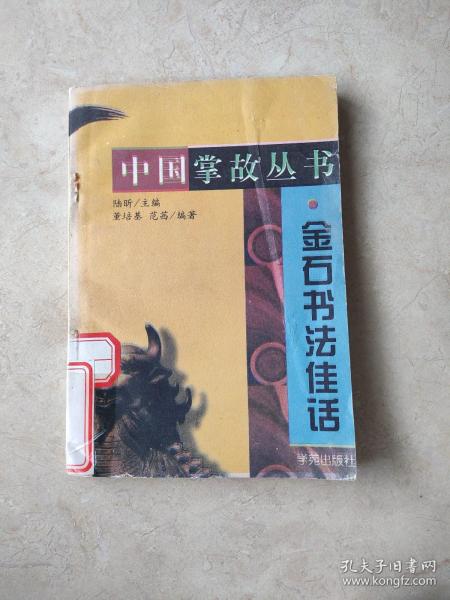 中国掌故丛书
陆昕/主编
董培基 范茜/编著
·金石书法佳话
学苑出版社
孔夫子旧书网
www.kongfz.com